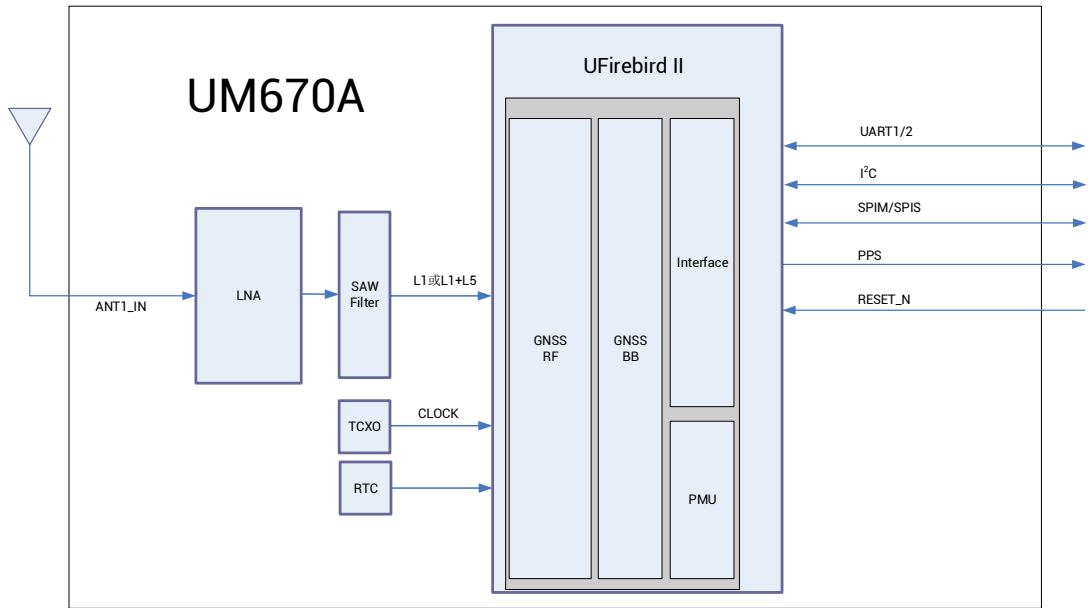 UM670A
UFirebird II
ANT1_IN
LNA
SAW
Filter
L1或L1+L5
TCXO
CLOCK
RTC
GNSS
RF
GNSS
BB
Interface
PMU
UART1/2
I²C
SPIM/SPIS
PPS
RESET_N